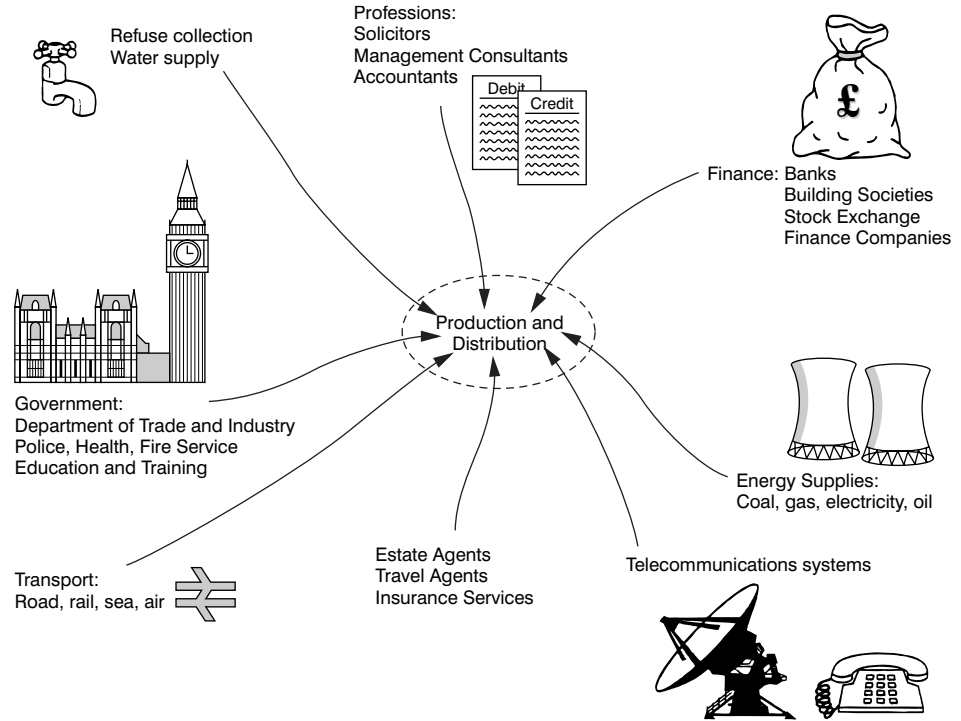 Refuse collection
Water supply
Professions:
Solicitors
Management Consultants
Accountants
Debit
Credit
£
Finance: Banks
Building Societies
Stock Exchange
Finance Companies
Production and
Distribution
Government:
Department of Trade and Industry
Police, Health, Fire Service
Education and Training
Energy Supplies:
Coal, gas, electricity, oil
Transport:
Road, rail, sea, air
Estate Agents
Travel Agents
Insurance Services
Telecommunications systems